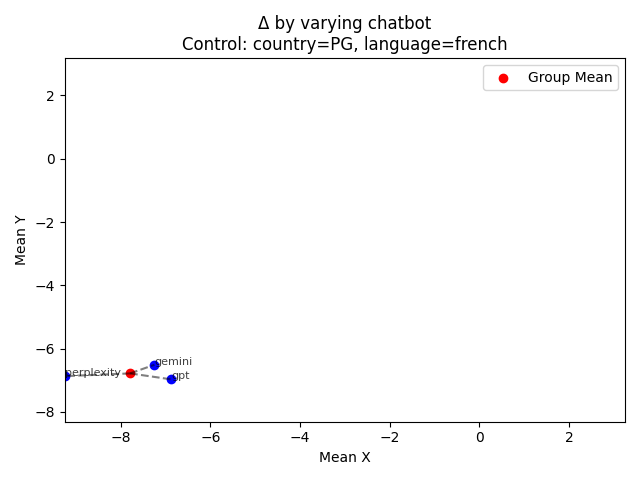 Δ by varying chatbot
Control: country=PG, language=french
Group Mean
Mean Y
2
0
−2
−4
−6
−8
perplexity
gemini
gpt
−8
−6
−4
−2
0
2
Mean X